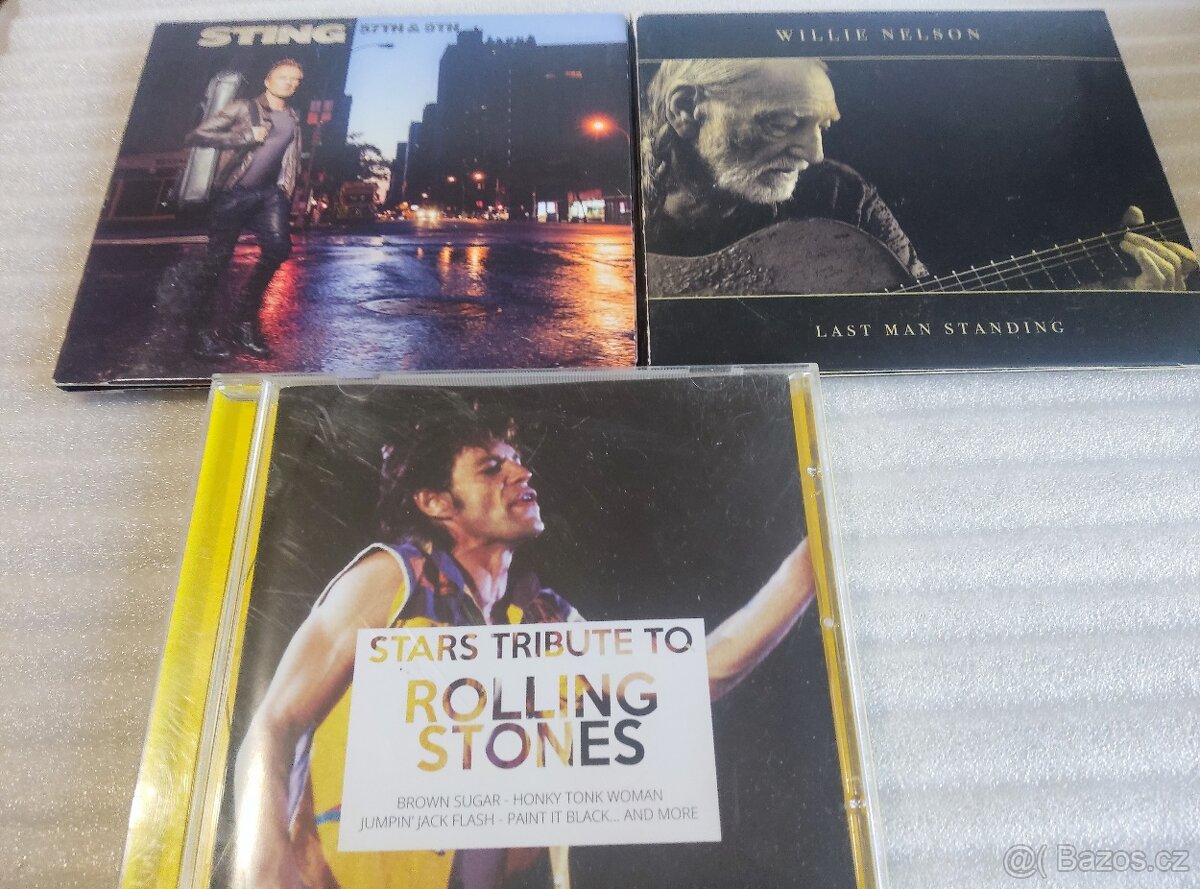 STING 57TH & 9TH
WILLIE NELSON
LAST MAN STANDING
STARS TRIBUTE TO
ROLLING
STONES
BROWN SUGAR - HONKY TONK WOMAN
JUMPIN' JACK FLASH - PAINT IT BLACK... AND MORE
@( Bazos.cz